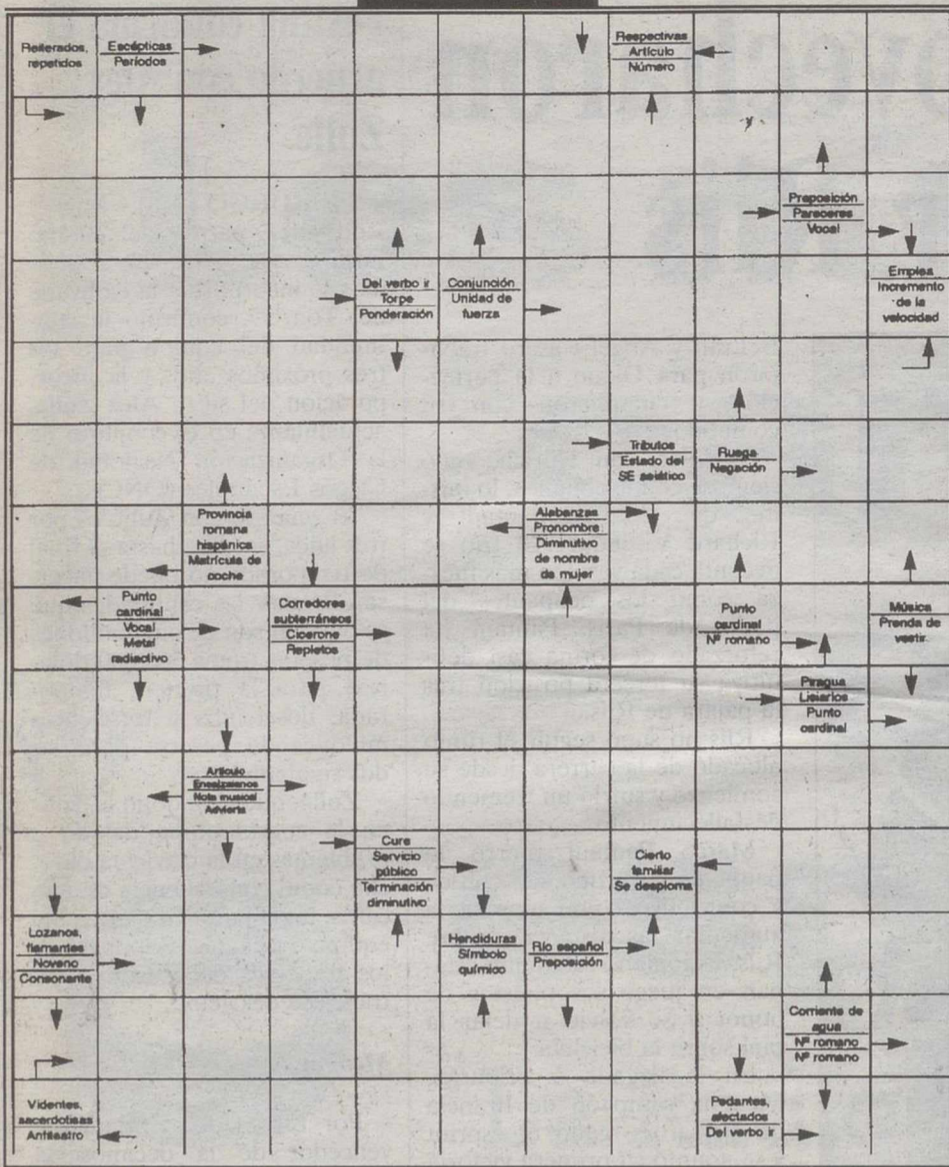 Reiterados,
repetidos
Escépticas
Períodos
Respectivas
Artículo
Número
Preposición
Pareceres
Vocal
Del verbo ir
Torpe
Ponderación
Conjunción
Unidad de
fuerza
Emplea
Incremento
de la
velocidad
Tributos
Estado del
SE asiático
Ruega
Negación
Provincia
romana
hispánica
Matrícula de
coche
Alabanzas
Pronombre
Diminutivo
de nombre
de mujer
Punto
cardinal
Vocal
Metal
radiactivo
Corredores
subterráneos
Cicerone
Repletos
Punto
cardinal
Nº romano
Música
Prenda de
vestir
Piragua
Liciarlos
Punto
cardinal
Artículo
Ensalzáienos
Nota musical
Advierta
Cure
Servicio
público
Terminación
diminutivo
Cierto
familiar
Se desploma
Lozanos,
flamantes
Noveno
Consonante
Hendiduras
Símbolo
químico
Río español
Preposición
Corriente de
agua
Nº romano
Nº romano
Videntes,
sacerdotisas
Anfiteatro
Pedantes,
afectados
Del verbo ir